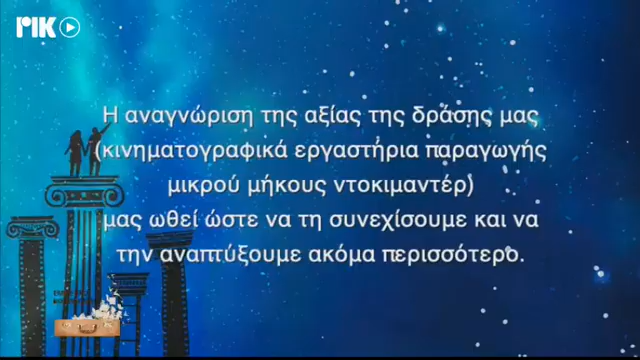 ΡΙΚ
Η αναγνώριση της αξίας της δράσης μας
(κινηματογραφικά εργαστήρια παραγωγής
μικρού μήκους ντοκιμαντέρ)
μας ωθεί ώστε να τη συνεχίσουμε και να
την αναπτύξουμε ακόμα περισσότερο.